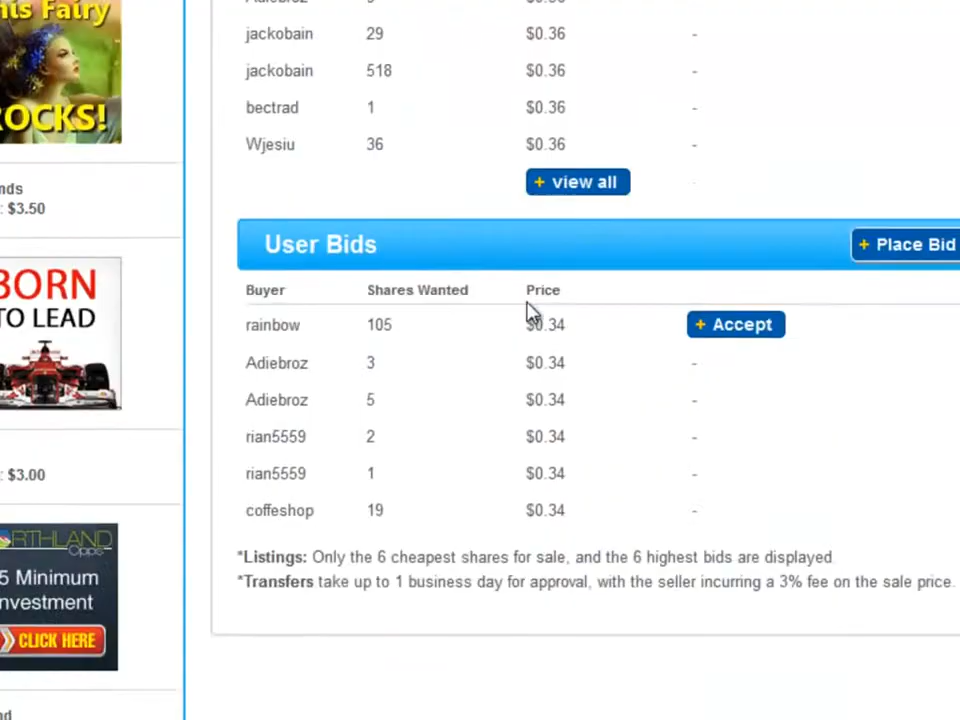 his Fairy
ROCKS!
nds
: $3.50
BORN
TO LEAD
: $3.00
RTHLAND
Opps
5 Minimum
nvestment
CLICK HERE
nd
jackobain 29 $0.36 -
jackobain 518 $0.36 -
bectrad 1 $0.36 -
Wjesiu 36 $0.36 -
+ view all
User Bids
+ Place Bid
Buyer Shares Wanted Price
rainbow 105 $0.34 + Accept
Adiebroz 3 $0.34 -
Adiebroz 5 $0.34 -
rian5559 2 $0.34 -
rian5559 1 $0.34 -
coffeshop 19 $0.34 -
*Listings: Only the 6 cheapest shares for sale, and the 6 highest bids are displayed.
*Transfers take up to 1 business day for approval, with the seller incurring a 3% fee on the sale price.